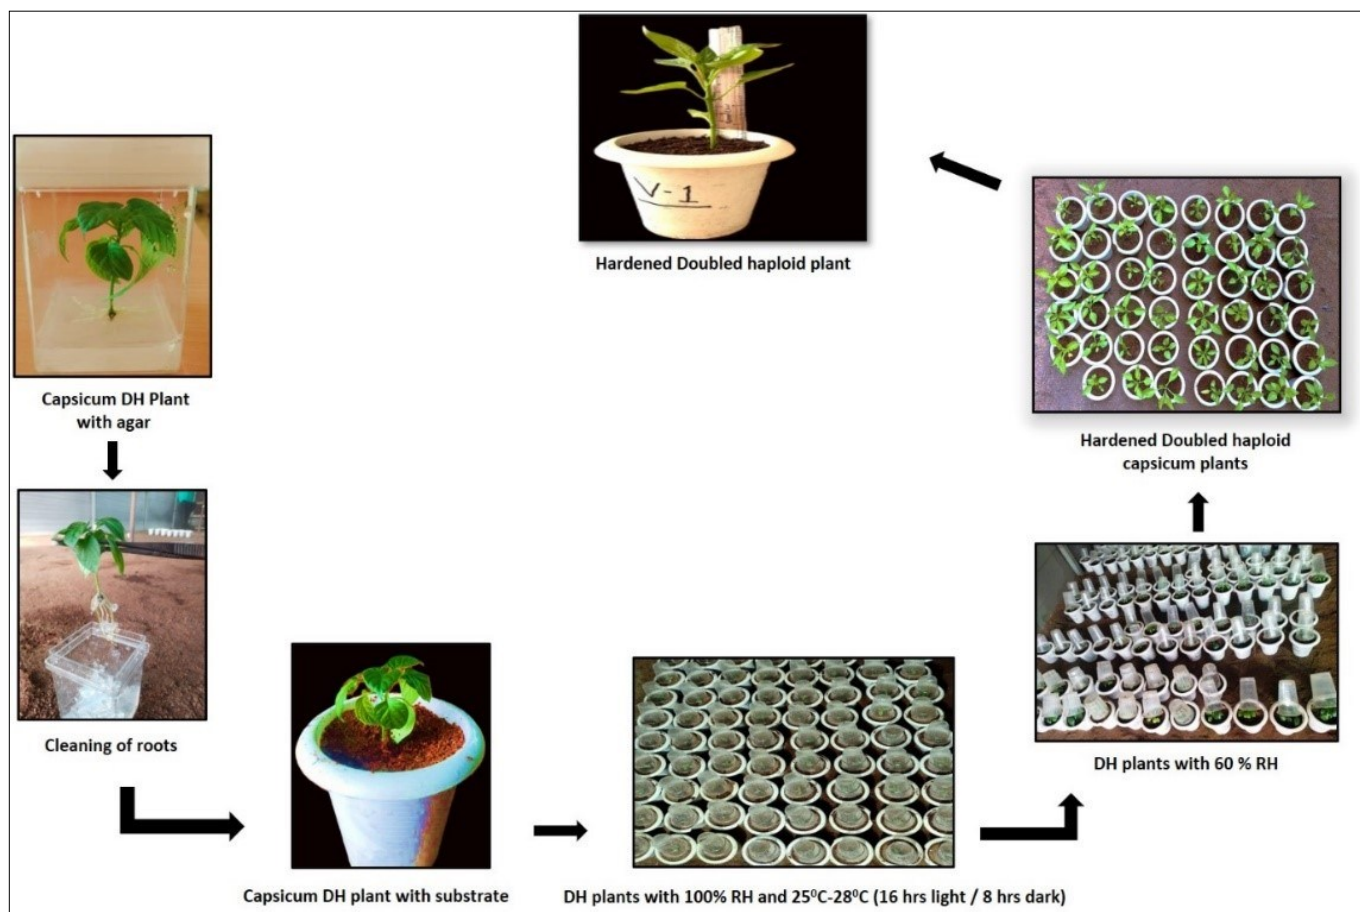 Capsicum DH Plant
with agar
Cleaning of roots
Capsicum DH plant with substrate
DH plants with 100% RH and 25⁰C-28⁰C (16 hrs light / 8 hrs dark)
DH plants with 60 % RH
Hardened Doubled haploid
capsicum plants
V-1
Hardened Doubled haploid plant